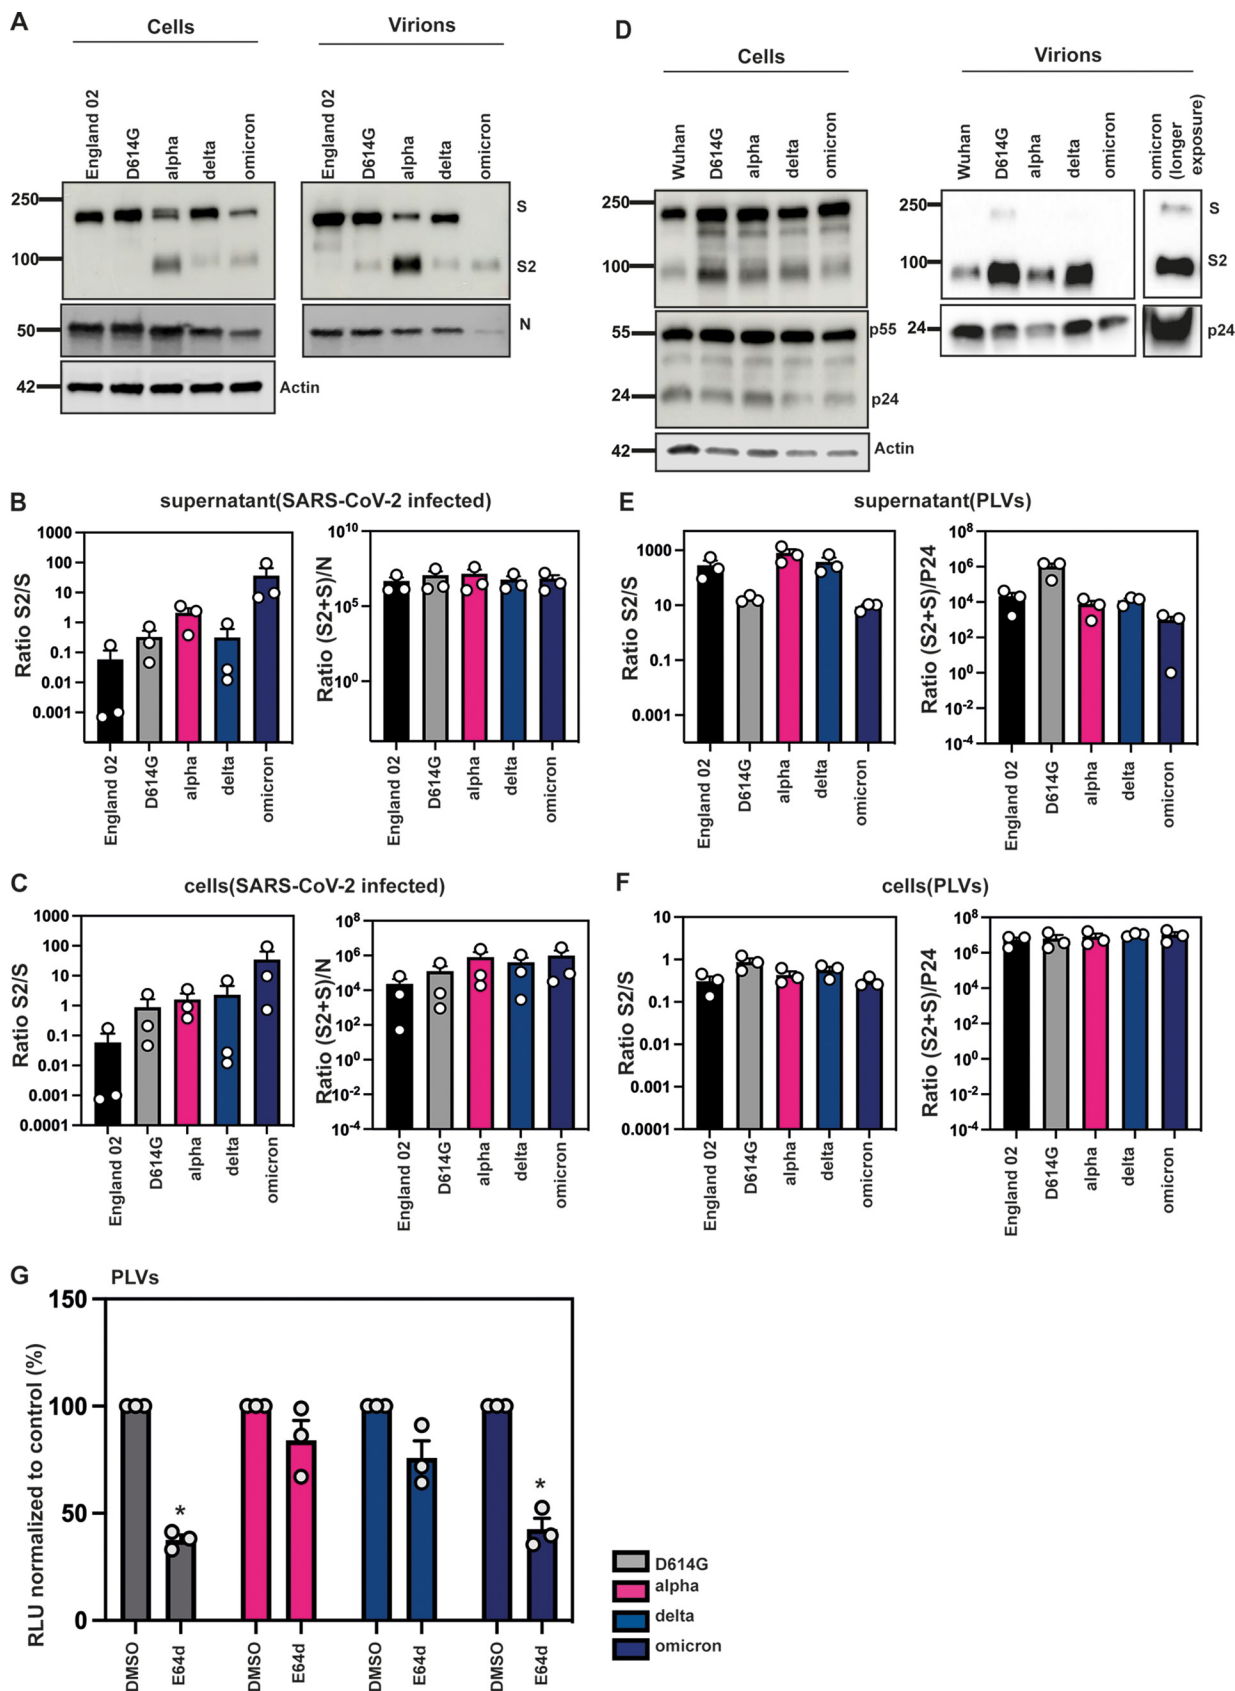 A
Cells
Virions
England 02
D614G
alpha
delta
omicron
England 02
D614G
alpha
delta
omicron
250
100
50
42
S
S2
N
Actin
D
Cells
Virions
Wuhan
D614G
alpha
delta
omicron
Wuhan
D614G
alpha
delta
omicron
omicron
(longer
exposure)
250
100
55
24
42
p55
p24
Actin
250
100
24
S
S2
p24
B
supernatant(SARS-CoV-2 infected)
Ratio S2/S
1000
100
10
1
0.1
0.01
0.001
England 02
D614G
alpha
delta
omicron
Ratio (S2+S)/N
10^10
10^5
10^0
England 02
D614G
alpha
delta
omicron
E
supernatant(PLVs)
Ratio S2/S
1000
10
0.1
0.001
England 02
D614G
alpha
delta
omicron
Ratio (S2+S)/P24
10^8
10^6
10^4
10^2
10^0
10^-2
10^-4
England 02
D614G
alpha
delta
omicron
C
cells(SARS-CoV-2 infected)
Ratio S2/S
1000
100
10
1
0.1
0.01
0.001
0.0001
England 02
D614G
alpha
delta
omicron
Ratio (S2+S)/N
10^8
10^6
10^4
10^2
10^0
10^-2
10^-4
England 02
D614G
alpha
delta
omicron
F
cells(PLVs)
Ratio S2/S
10
1
0.1
0.01
0.001
0.0001
England 02
D614G
alpha
delta
omicron
Ratio (S2+S)/P24
10^8
10^6
10^4
10^2
10^0
10^-2
10^-4
England 02
D614G
alpha
delta
omicron
G
PLVs
RLU normalized to control (%)
150
100
50
0
*
*
DMSO
E64d
DMSO
E64d
DMSO
E64d
DMSO
E64d
D614G
alpha
delta
omicron